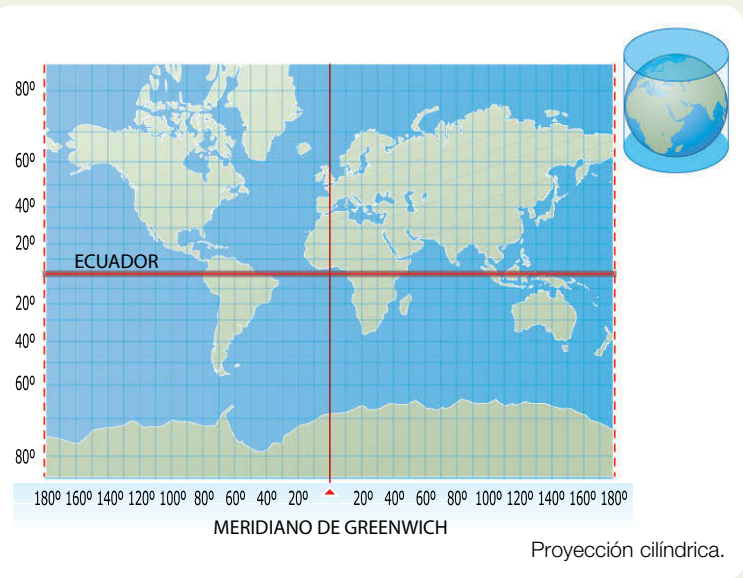 80º
60º
40º
20º
ECUADOR
20º
40º
60º
80º
180º 160º 140º 120º 100º 80º 60º 40º 20º 20º 40º 60º 80º 100º 120º 140º 160º 180º
MERIDIANO DE GREENWICH
Proyección cilíndrica.